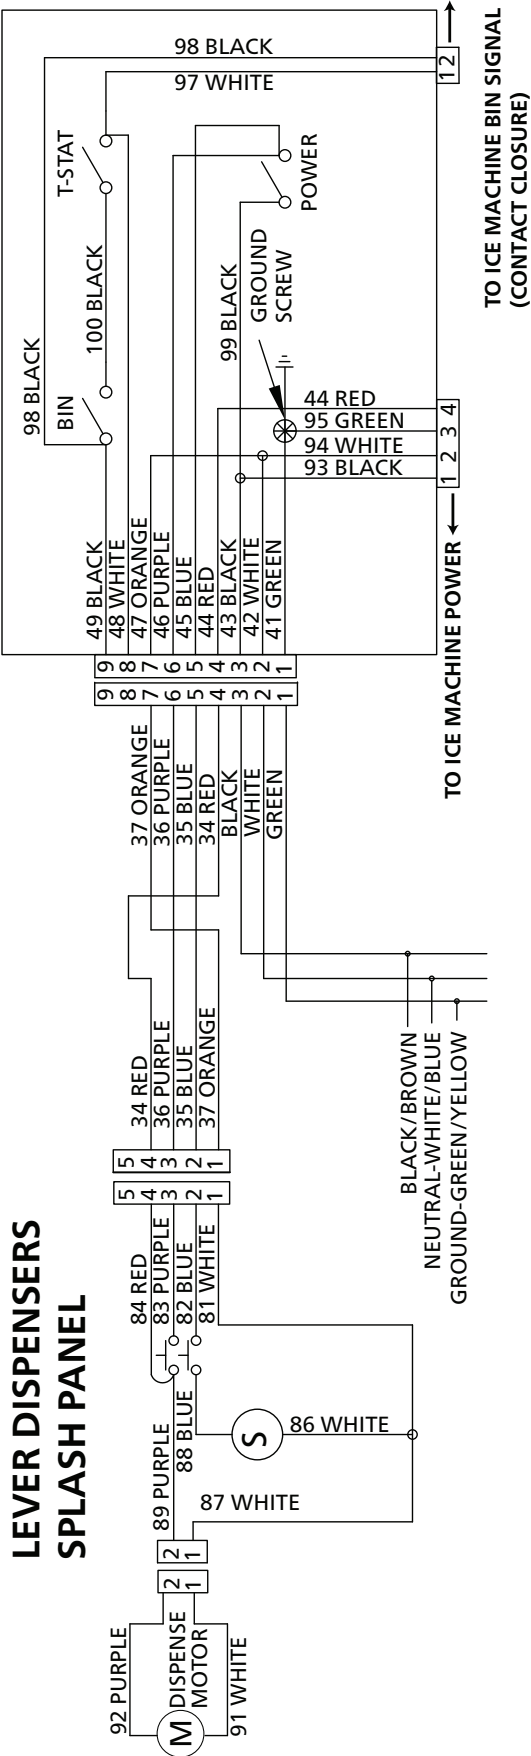 LEVER DISPENSERS
SPLASH PANEL
92 PURPLE
M
DISPENSE
MOTOR
91 WHITE
2
1
2
1
89 PURPLE
88 BLUE
87 WHITE
S
86 WHITE
84 RED
83 PURPLE
82 BLUE
81 WHITE
5
4
3
2
1
5
4
3
2
1
34 RED
36 PURPLE
35 BLUE
37 ORANGE
BLACK/BROWN
NEUTRAL-WHITE/BLUE
GROUND-GREEN/YELLOW
37 ORANGE
36 PURPLE
35 BLUE
34 RED
BLACK
WHITE
GREEN
9
8
7
6
5
4
3
2
1
9
8
7
6
5
4
3
2
1
49 BLACK
48 WHITE
47 ORANGE
46 PURPLE
45 BLUE
44 RED
43 BLACK
42 WHITE
41 GREEN
98 BLACK
BIN
100 BLACK
T-STAT
98 BLACK
97 WHITE
POWER
99 BLACK
GROUND
SCREW
44 RED
95 GREEN
94 WHITE
93 BLACK
1 2 3 4
TO ICE MACHINE POWER
1 2
TO ICE MACHINE BIN SIGNAL
(CONTACT CLOSURE)